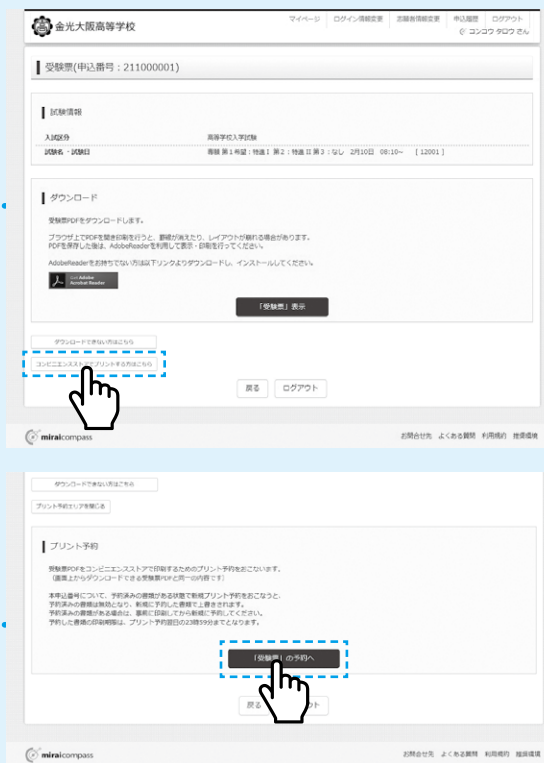 金光大阪高等学校
マイページ ログイン情報変更 志願者情報変更 申込履歴 ログアウト
コンコウ タロウ さん
受験票(申込番号:211000001)
試験情報
入試区分 高等学校入学試験
試験名・試験日 専願 第1希望:特進Ⅰ 第2:特進Ⅱ 第3:なし 2月10日 08:10~ [ 12001 ]
ダウンロード
受験票PDFをダウンロードします。
ブラウザ上でPDFを開き印刷を行うと、罫線が消えたり、レイアウトが崩れる場合があります。
PDFを保存した後は、AdobeReaderを利用して表示・印刷を行ってください。
AdobeReaderをお持ちでない方は以下リンクよりダウンロードし、インストールしてください。
Get Adobe
Acrobat Reader
「受験票」表示
ダウンロードできない方はこちら
コンビニエンスストアでプリントする方はこちら
戻る ログアウト
miraicompass お問合せ先 よくある質問 利用規約 推奨環境
ダウンロードできない方はこちら
プリント予約エリアを閉じる
プリント予約
受験票PDFをコンビニエンスストアで印刷するためのプリント予約をおこないます。
(画面上からダウンロードできる受験票PDFと同一の内容です)
本申込番号について、予約済みの書類がある状態で新規プリント予約をおこなうと、
予約済みの書類は無効となり、新規に予約した書類で上書きされます。
予約済みの書類がある場合は、事前に印刷してから新規に予約してください。
予約した書類の印刷期限は、プリント予約翌日の23時59分までとなります。
「受験票」の予約へ
戻る
miraicompass お問合せ先 よくある質問 利用規約 推奨環境